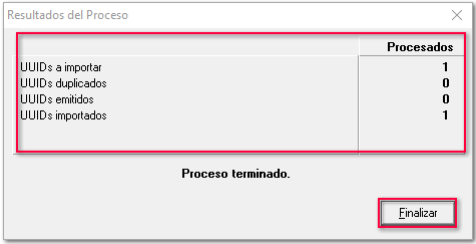 Resultados del Proceso
Procesados
UUIDs a importar 1
UUIDs duplicados 0
UUIDs emitidos 0
UUIDs importados 1
Proceso terminado.
Finalizar